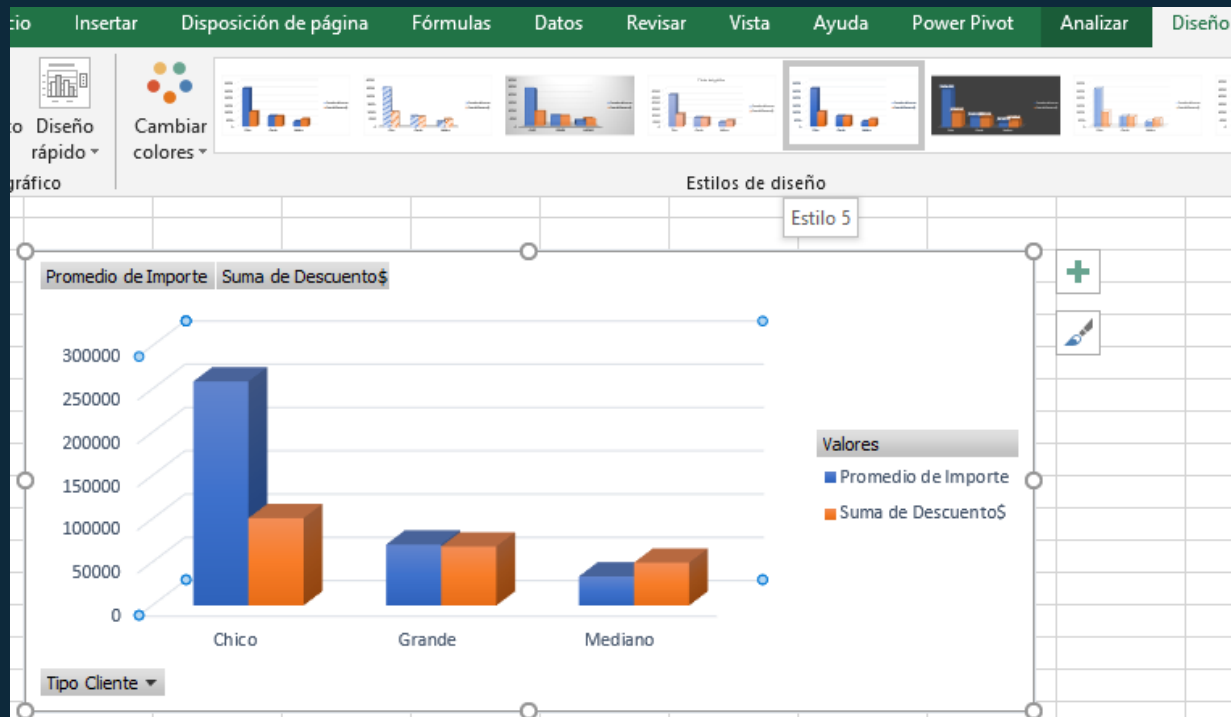 Insertar Disposición de página Fórmulas Datos Revisar Vista Ayuda Power Pivot Analizar Diseño
Diseño
rápido
Cambiar
colores
Estilos de diseño
Estilo 5
Promedio de Importe Suma de Descuento$
300000
250000
200000
150000
100000
50000
0
Chico Grande Mediano
Valores
Promedio de Importe
Suma de Descuento$
Tipo Cliente